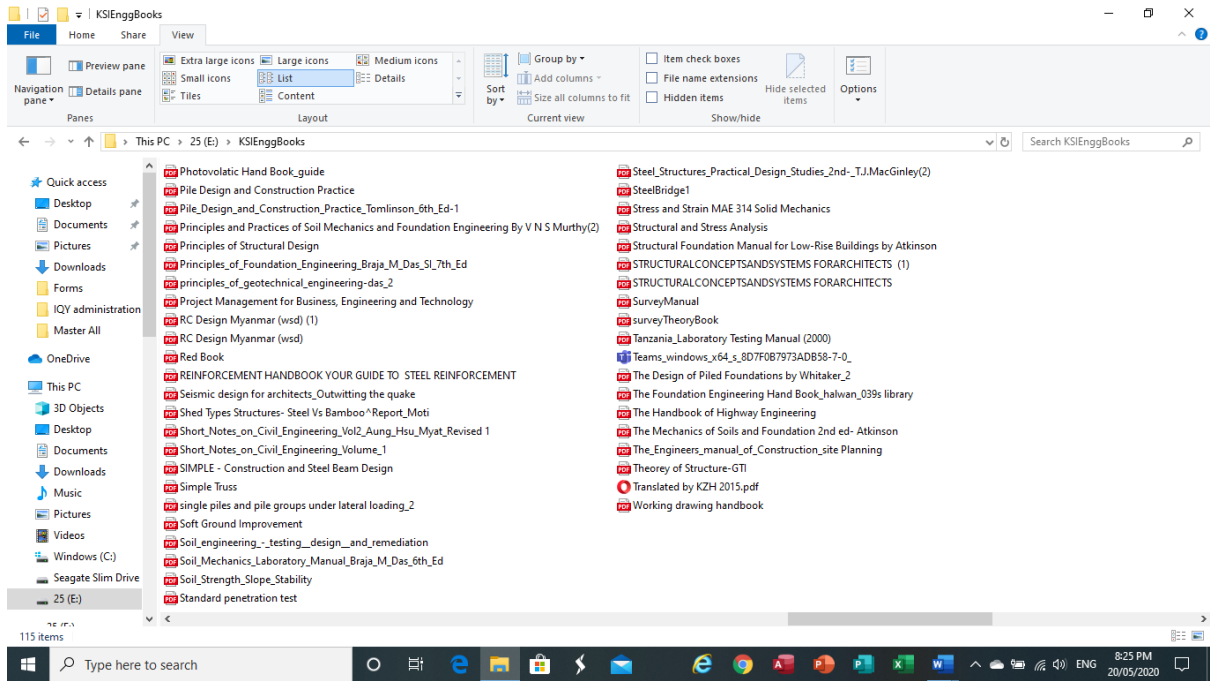 KSIEnggBooks
File Home Share View
Preview pane
Details pane
Navigation pane
Panes
Extra large icons Large icons Medium icons
Small icons List Details
Tiles Content
Layout
Sort by
Group by
Add columns
Size all columns to fit
Current view
Item check boxes
File name extensions
Hidden items
Hide selected items
Show/hide
Options
This PC > 25 (E:) > KSIEnggBooks
Search KSIEnggBooks
Quick access
Desktop
Documents
Pictures
Downloads
Forms
IQY administration
Master All
OneDrive
This PC
3D Objects
Desktop
Documents
Downloads
Music
Pictures
Videos
Windows (C:)
Seagate Slim Drive
25 (E:)
25 (E:)
Photovolatic Hand Book_guide
Pile Design and Construction Practice
Pile_Design_and_Construction_Practice_Tomlinson_6th_Ed-1
Principles and Practices of Soil Mechanics and Foundation Engineering By V N S Murthy(2)
Principles of Structural Design
Principles_of_Foundation_Engineering_Braja_M_Das_SI_7th_Ed
principles_of_geotechnical_engineering-das_2
Project Management for Business, Engineering and Technology
RC Design Myanmar (wsd) (1)
RC Design Myanmar (wsd)
Red Book
REINFORCEMENT HANDBOOK YOUR GUIDE TO  STEEL REINFORCEMENT
Seismic design for architects_Outwitting the quake
Shed Types Structures- Steel Vs Bamboo^Report_Moti
Short_Notes_on_Civil_Engineering_Vol2_Aung_Hsu_Myat_Revised 1
Short_Notes_on_Civil_Engineering_Volume_1
SIMPLE - Construction and Steel Beam Design
Simple Truss
single piles and pile groups under lateral loading_2
Soft Ground Improvement
Soil_engineering_-_testing__design__and_remediation
Soil_Mechanics_Laboratory_Manual_Braja_M_Das_6th_Ed
Soil_Strength_Slope_Stability
Standard penetration test
Steel_Structures_Practical_Design_Studies_2nd-_T.J.MacGinley(2)
SteelBridge1
Stress and Strain MAE 314 Solid Mechanics
Structural and Stress Analysis
Structural Foundation Manual for Low-Rise Buildings by Atkinson
STRUCTURALCONCEPTSANDSYSTEMS FORARCHITECTS  (1)
STRUCTURALCONCEPTSANDSYSTEMS FORARCHITECTS
SurveyManual
surveyTheoryBook
Tanzania_Laboratory Testing Manual (2000)
Teams_windows_x64_s_8D7F0B7973ADB58-7-0_
The Design of Piled Foundations by Whitaker_2
The Foundation Engineering Hand Book_halwan_039s library
The Handbook of Highway Engineering
The Mechanics of Soils and Foundation 2nd ed- Atkinson
The_Engineers_manual_of_Construction_site Planning
Theorey of Structure-GTI
Translated by KZH 2015.pdf
Working drawing handbook
115 items
Type here to search
ENG
8:25 PM
20/05/2020